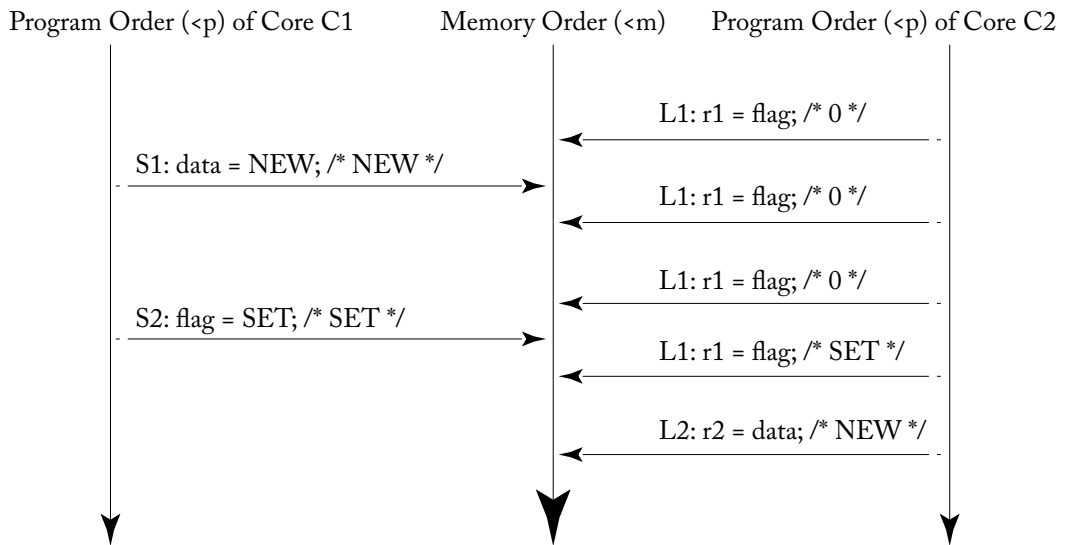 Program Order (<p) of Core C1
Memory Order (<m)
Program Order (<p) of Core C2
L1: r1 = flag; /* 0 */
S1: data = NEW; /* NEW */
L1: r1 = flag; /* 0 */
L1: r1 = flag; /* 0 */
S2: flag = SET; /* SET */
L1: r1 = flag; /* SET */
L2: r2 = data; /* NEW */